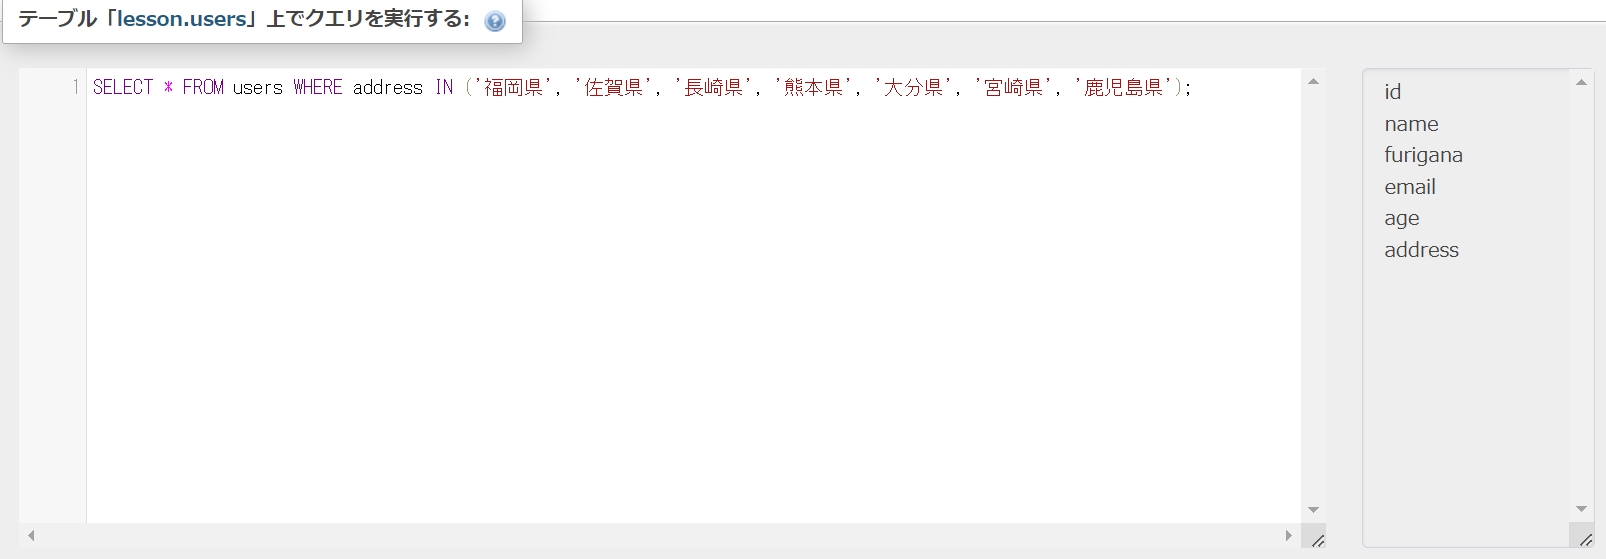 テーブル「lesson.users」上でクエリを実行する:
1 SELECT * FROM users WHERE address IN ('福岡県', '佐賀県', '長崎県', '熊本県', '大分県', '宮崎県', '鹿児島県');
id
name
furigana
email
age
address